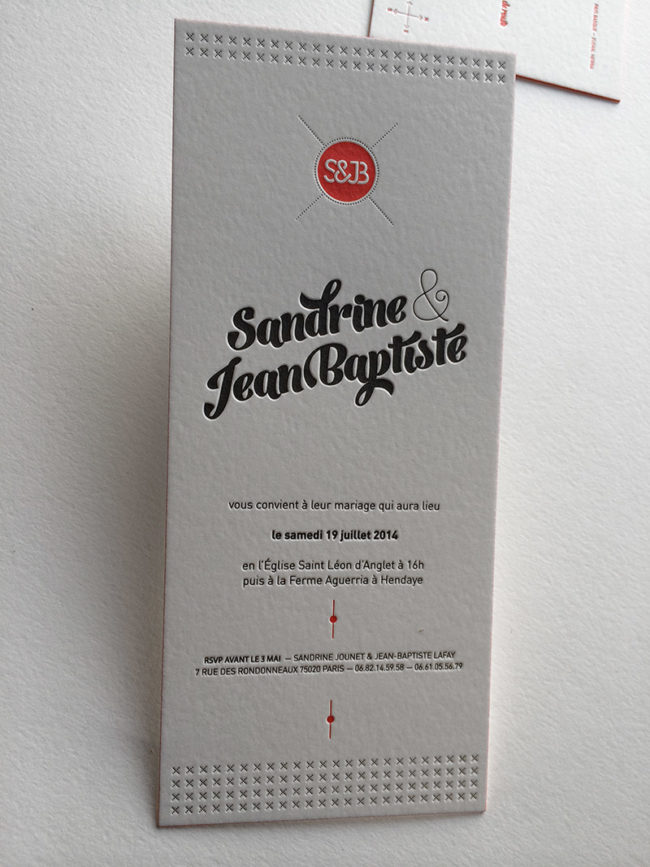 S&JB
Sandrine &
Jean Baptiste
vous convient à leur mariage qui aura lieu
le samedi 19 juillet 2014
en l'Église Saint Léon d'Anglet à 16h
puis à la Ferme Aguerria à Hendaye
RSVP AVANT LE 3 MAI — SANDRINE JOUNET & JEAN-BAPTISTE LAFAY
7 RUE DES RONDONNEAUX 75020 PARIS — 06.82.14.59.58 — 06.61.05.56.79